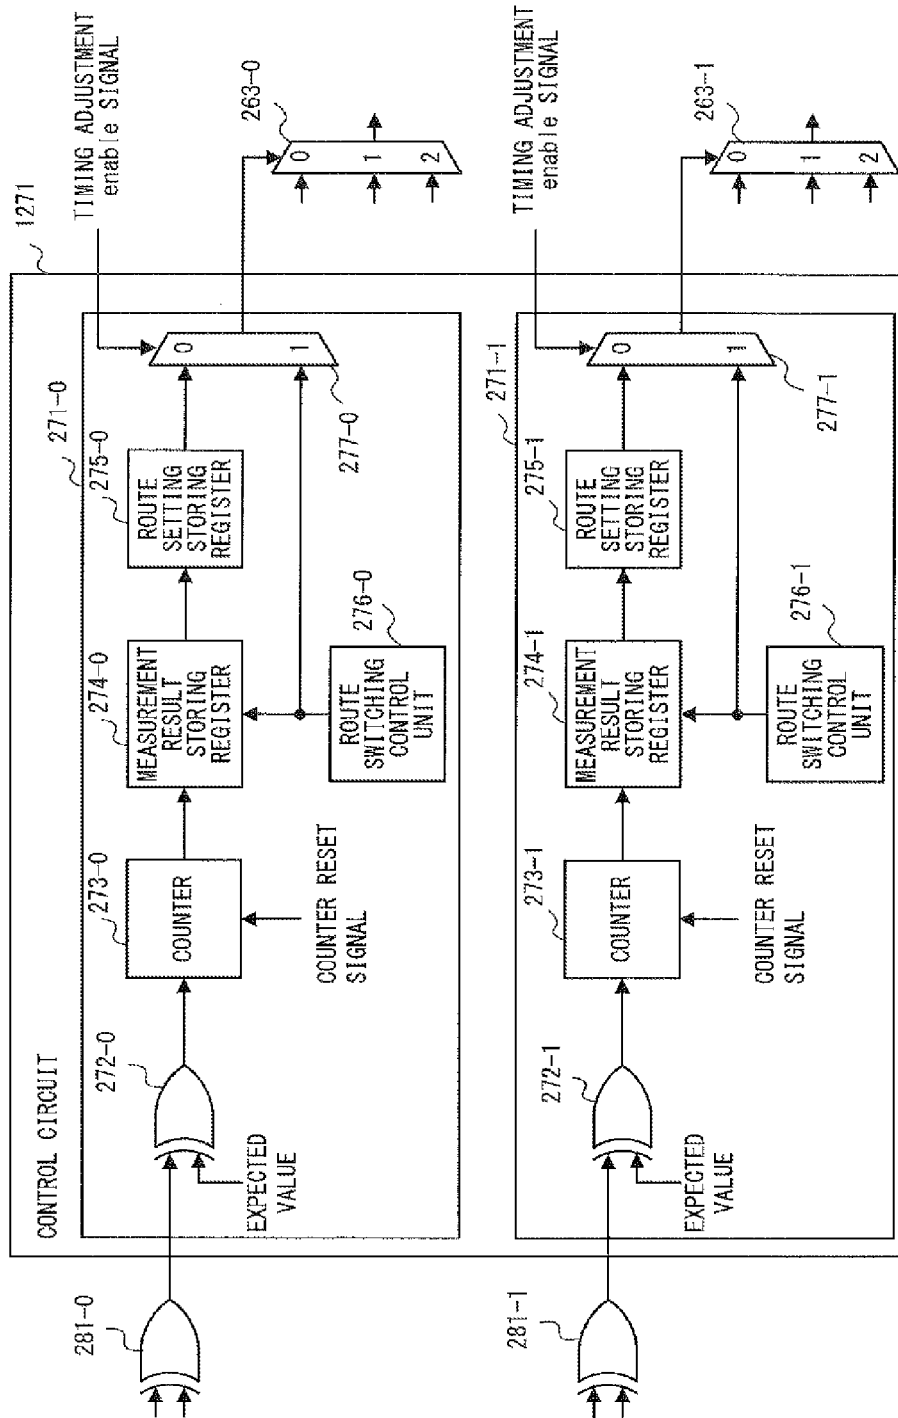 CONTROL CIRCUIT
1271
281-0
272-0
EXPECTED
VALUE
273-0
COUNTER
COUNTER RESET
SIGNAL
274-0
MEASUREMENT
RESULT
STORING
REGISTER
276-0
ROUTE
SWITCHING
CONTROL
UNIT
271-0
275-0
ROUTE
SETTING
STORING
REGISTER
0
1
277-0
TIMING ADJUSTMENT
enable SIGNAL
263-0
0
1
2
281-1
272-1
EXPECTED
VALUE
273-1
COUNTER
COUNTER RESET
SIGNAL
274-1
MEASUREMENT
RESULT
STORING
REGISTER
276-1
ROUTE
SWITCHING
CONTROL
UNIT
271-1
275-1
ROUTE
SETTING
STORING
REGISTER
0
1
277-1
TIMING ADJUSTMENT
enable SIGNAL
263-1
0
1
2